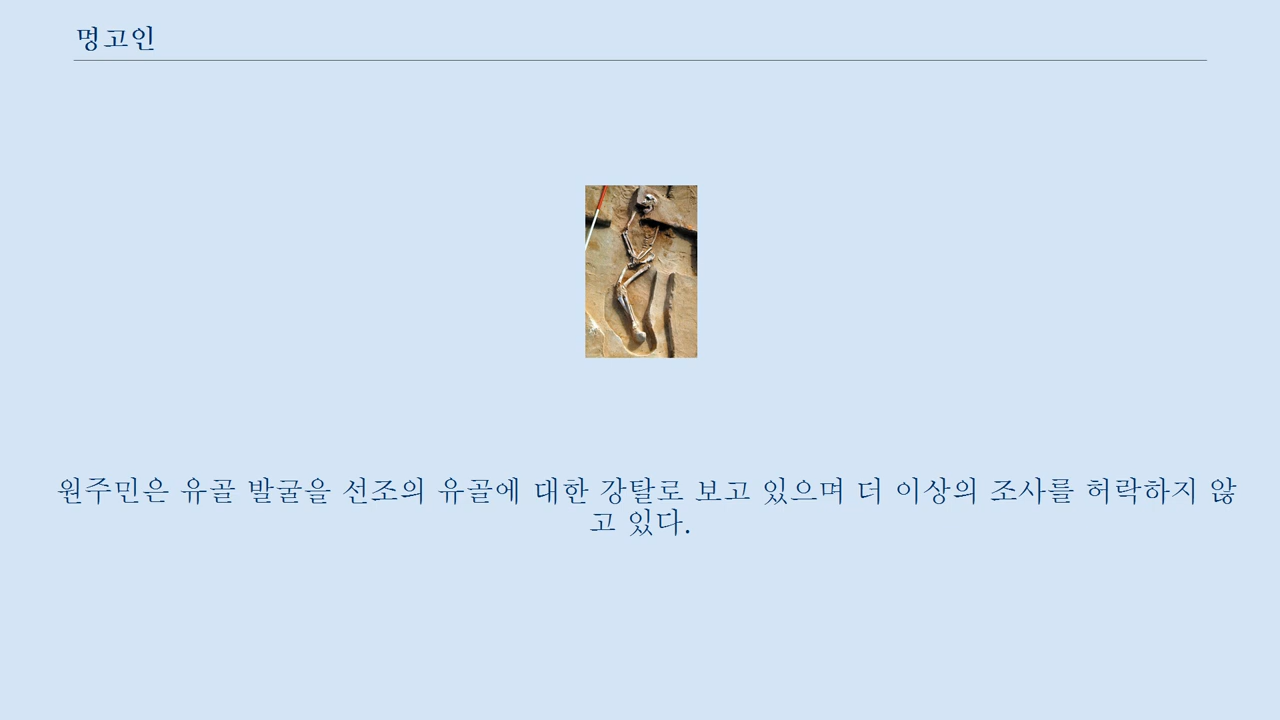 멍고인
원주민은 유골 발굴을 선조의 유골에 대한 강탈로 보고 있으며 더 이상의 조사를 허락하지 않
고 있다.